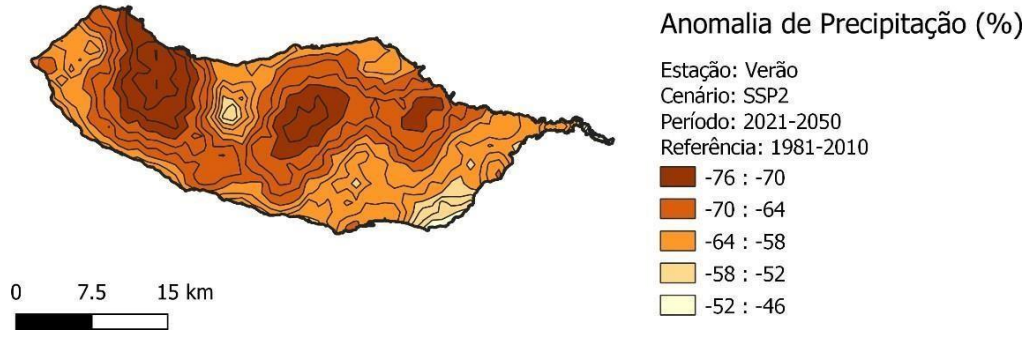 Anomalia de Precipitação (%)
Estação: Verão
Cenário: SSP2
Período: 2021-2050
Referência: 1981-2010
-76 : -70
-70 : -64
-64 : -58
-58 : -52
-52 : -46
0 7.5 15 km